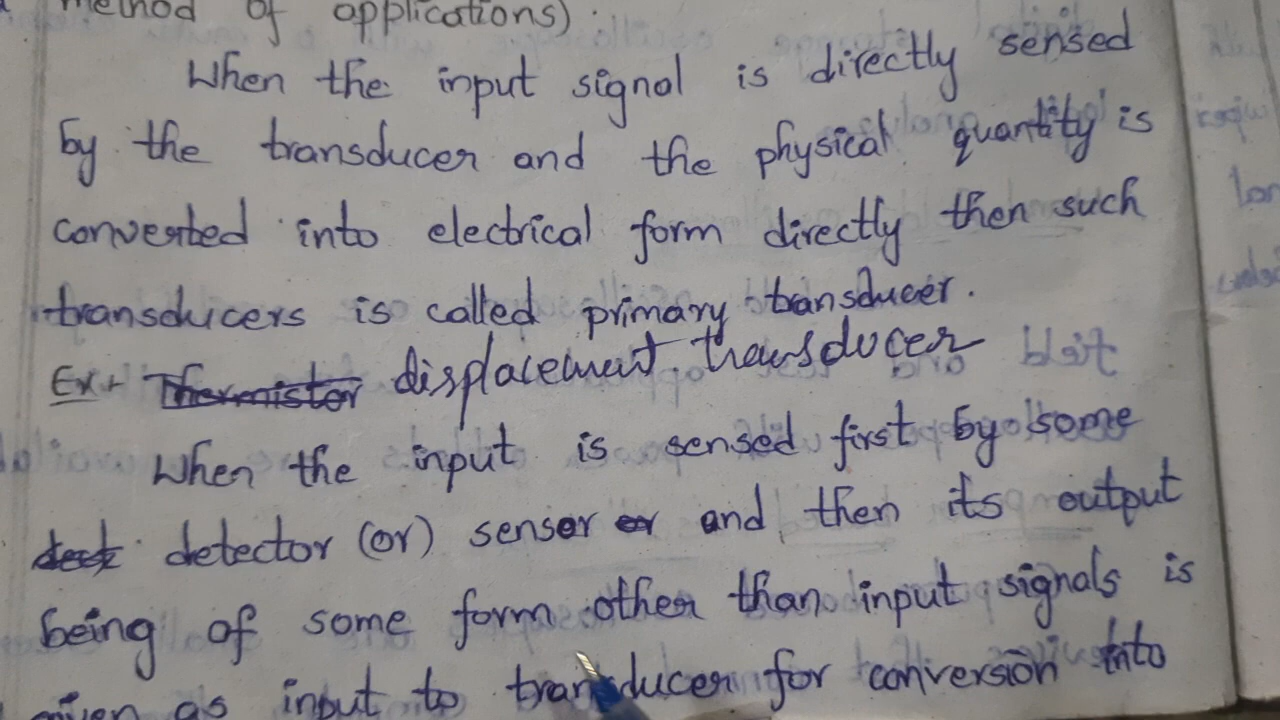 method of applications).
When the input signal is directly sensed
by the transducer and the physical quantity is
converted into electrical form directly then such
transducers is called primary transducer.
Ex:- Thermistor displacement transducer
When the input is sensed first by some
detector (or) sensor or and then its output
being of some form other than input signals is
given as input to transducer for conversion into